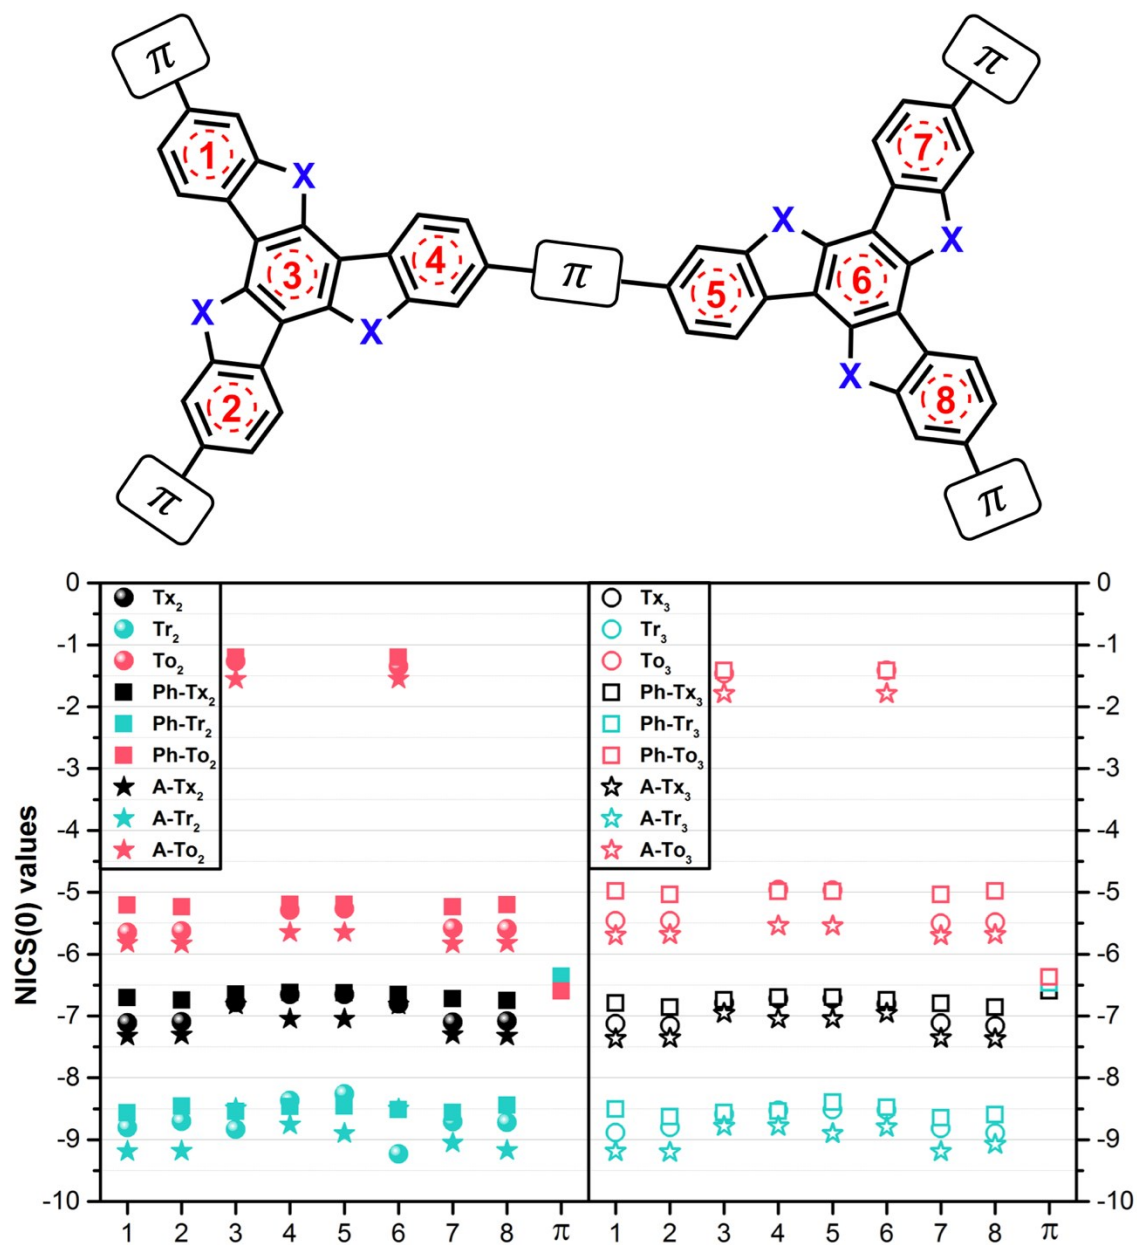 π
π
1
7
X
X
X
3
4
π
5
6
X
X
X
2
8
π
π
NICS(0) values
0
-1
-2
-3
-4
-5
-6
-7
-8
-9
-10
Tx2
Tr2
To2
Ph-Tx2
Ph-Tr2
Ph-To2
A-Tx2
A-Tr2
A-To2
Tx3
Tr3
To3
Ph-Tx3
Ph-Tr3
Ph-To3
A-Tx3
A-Tr3
A-To3
0
-1
-2
-3
-4
-5
-6
-7
-8
-9
-10
1 2 3 4 5 6 7 8 π 1 2 3 4 5 6 7 8 π